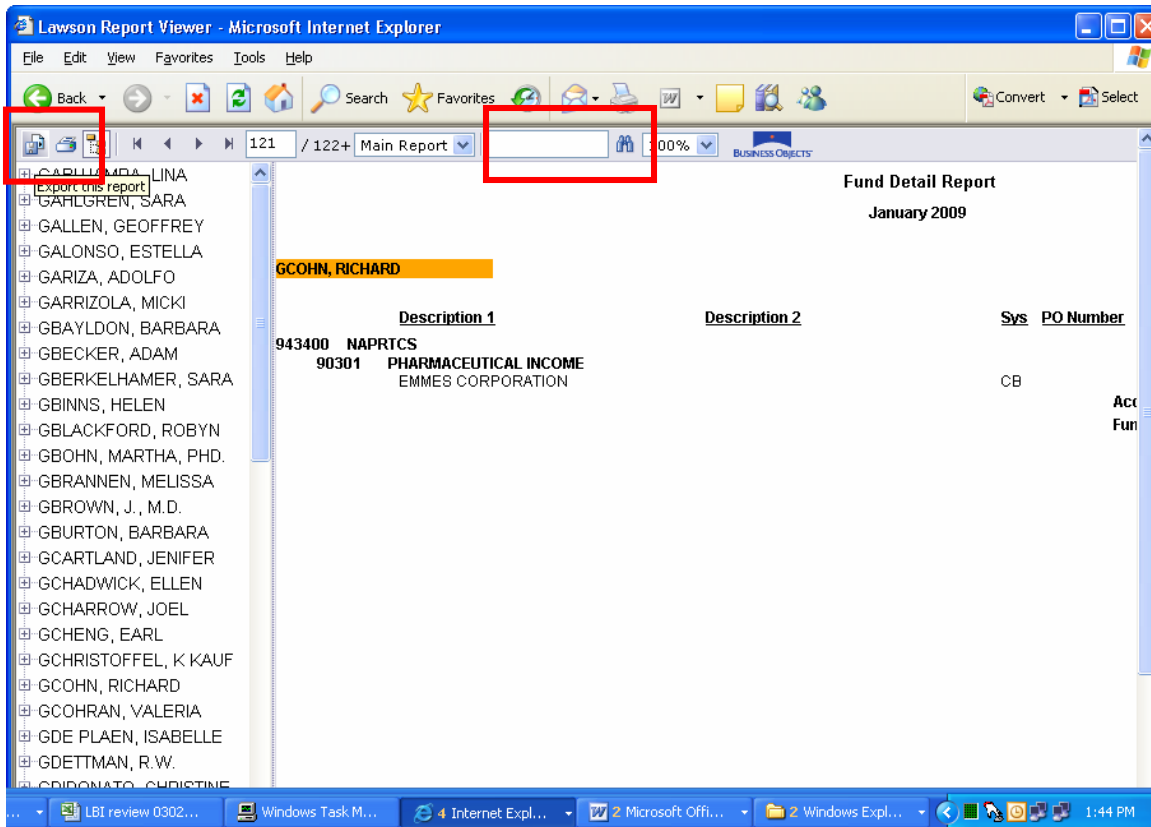 Lawson Report Viewer - Microsoft Internet Explorer
File Edit View Favorites Tools Help
Back Search Favorites Convert Select
121 / 122+ Main Report 100% BUSINESS OBJECTS
Export this report
GAHLGREN, SARA
GALLEN, GEOFFREY
GALONSO, ESTELLA
GARIZA, ADOLFO
GARRIZOLA, MICKI
GBAYLDON, BARBARA
GBECKER, ADAM
GBERKELHAMER, SARA
GBINNS, HELEN
GBLACKFORD, ROBYN
GBOHN, MARTHA, PHD.
GBRANNEN, MELISSA
GBROWN, J., M.D.
GBURTON, BARBARA
GCARTLAND, JENIFER
GCHADWICK, ELLEN
GCHARROW, JOEL
GCHENG, EARL
GCHRISTOFFEL, K KAUF
GCOHN, RICHARD
GCOHRAN, VALERIA
GDE PLAEN, ISABELLE
GDETTMAN, R.W.
GDIDONATO, CHRISTINE
Fund Detail Report
January 2009
GCOHN, RICHARD
Description 1 Description 2 Sys PO Number
943400 NAPRTCS
90301 PHARMACEUTICAL INCOME
EMMES CORPORATION CB
Acc
Fun
... LBI review 0302... Windows Task M... 4 Internet Expl... 2 Microsoft Offi... 2 Windows Expl... 1:44 PM